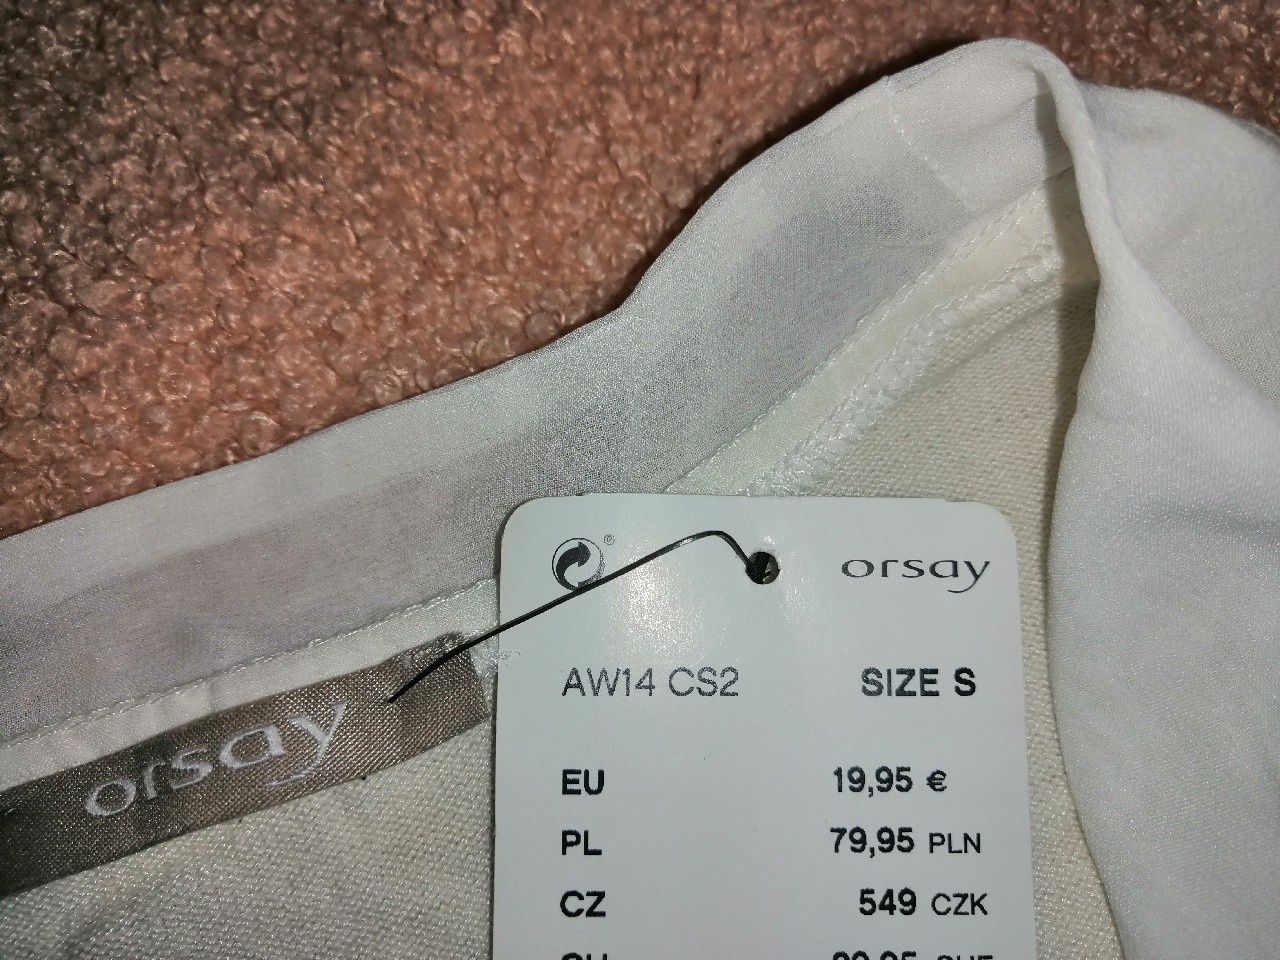 ®
orsay
AW14 CS2 SIZE S
EU 19,95 €
PL 79,95 PLN
CZ 549 CZK
orsay